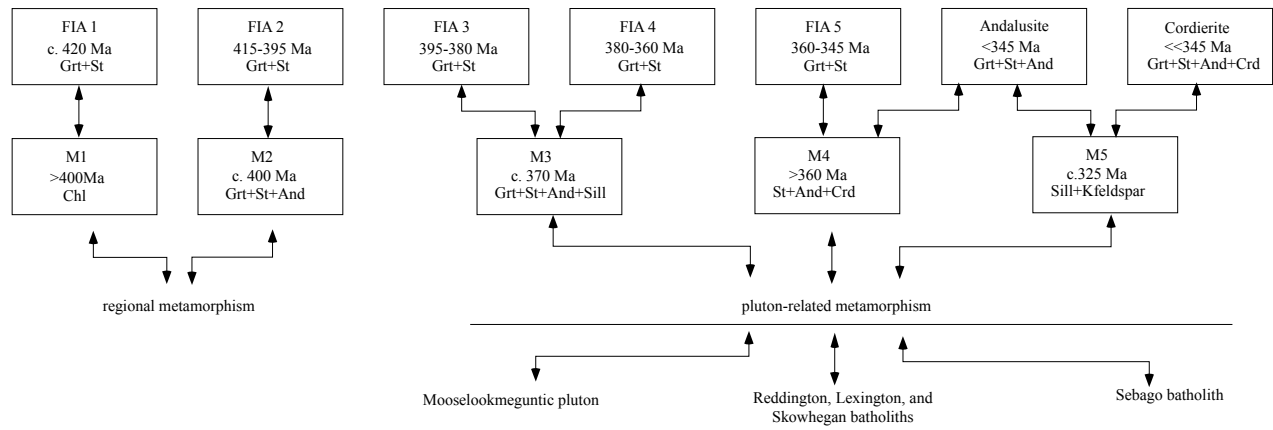 FIA 1
c. 420 Ma
Grt+St
FIA 2
415-395 Ma
Grt+St
FIA 3
395-380 Ma
Grt+St
FIA 4
380-360 Ma
Grt+St
FIA 5
360-345 Ma
Grt+St
Andalusite
<345 Ma
Grt+St+And
Cordierite
<<345 Ma
Grt+St+And+Crd
M1
>400Ma
Chl
M2
c. 400 Ma
Grt+St+And
M3
c. 370 Ma
Grt+St+And+Sill
M4
>360 Ma
St+And+Crd
M5
c.325 Ma
Sill+Kfeldspar
regional metamorphism
pluton-related metamorphism
Mooselookmeguntic pluton
Reddington, Lexington, and
Skowhegan batholiths
Sebago batholith